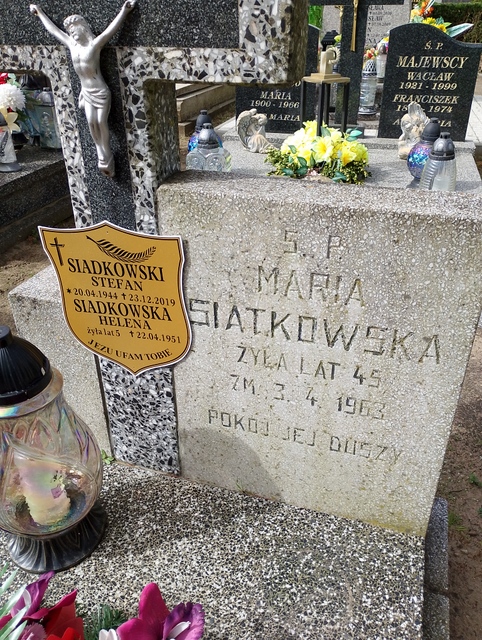 Ś. P.
MAJEWSCY
WACŁAW
1921 - 1999
FRANCISZEK
1874
MARIA
1900 - 1966
MARIA
SIADKOWSKI
STEFAN
* 20.04.1944 † 23.12.2019
SIADKOWSKA
HELENA
żyła lat 5 † 22.04.1951
JEZU UFAM TOBIE
Ś. P.
MARIA
SIATKOWSKA
ŻYŁA LAT 45
ZM. 3. 4. 1963
POKÓJ JEJ DUSZY